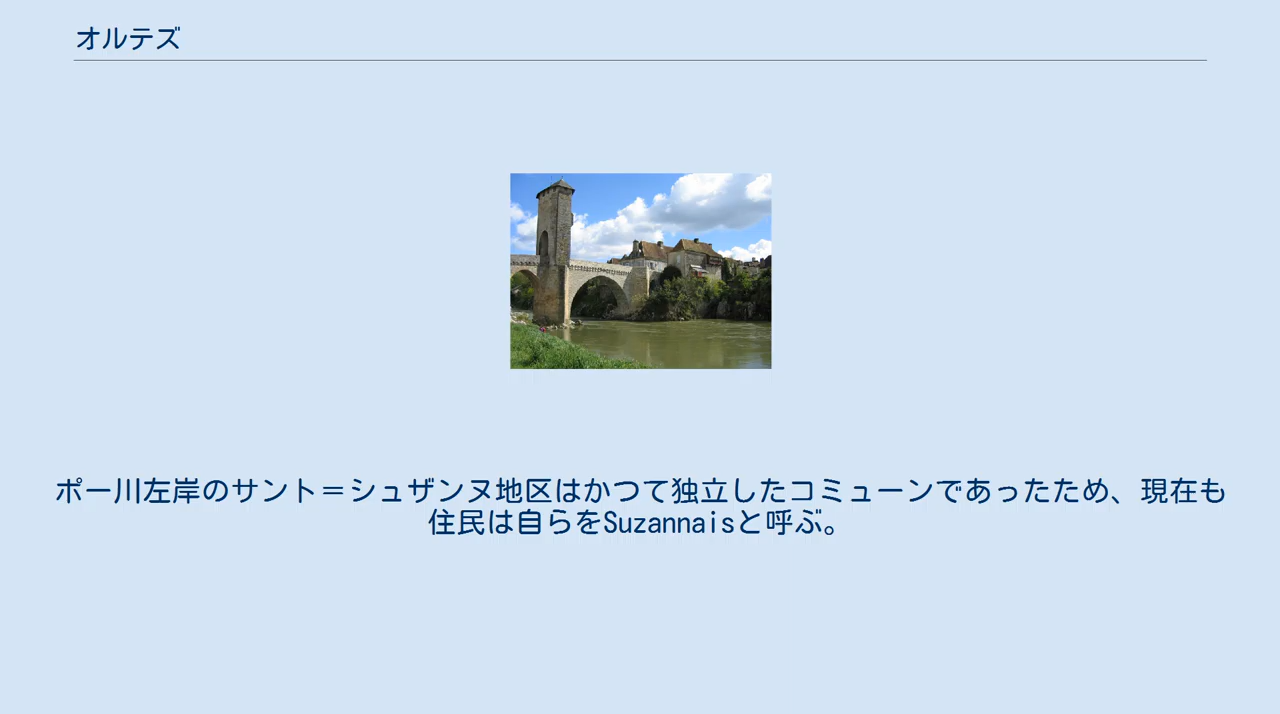 オルテズ
ポー川左岸のサント＝シュザンヌ地区はかつて独立したコミューンであったため、現在も
住民は自らをSuzannaisと呼ぶ。